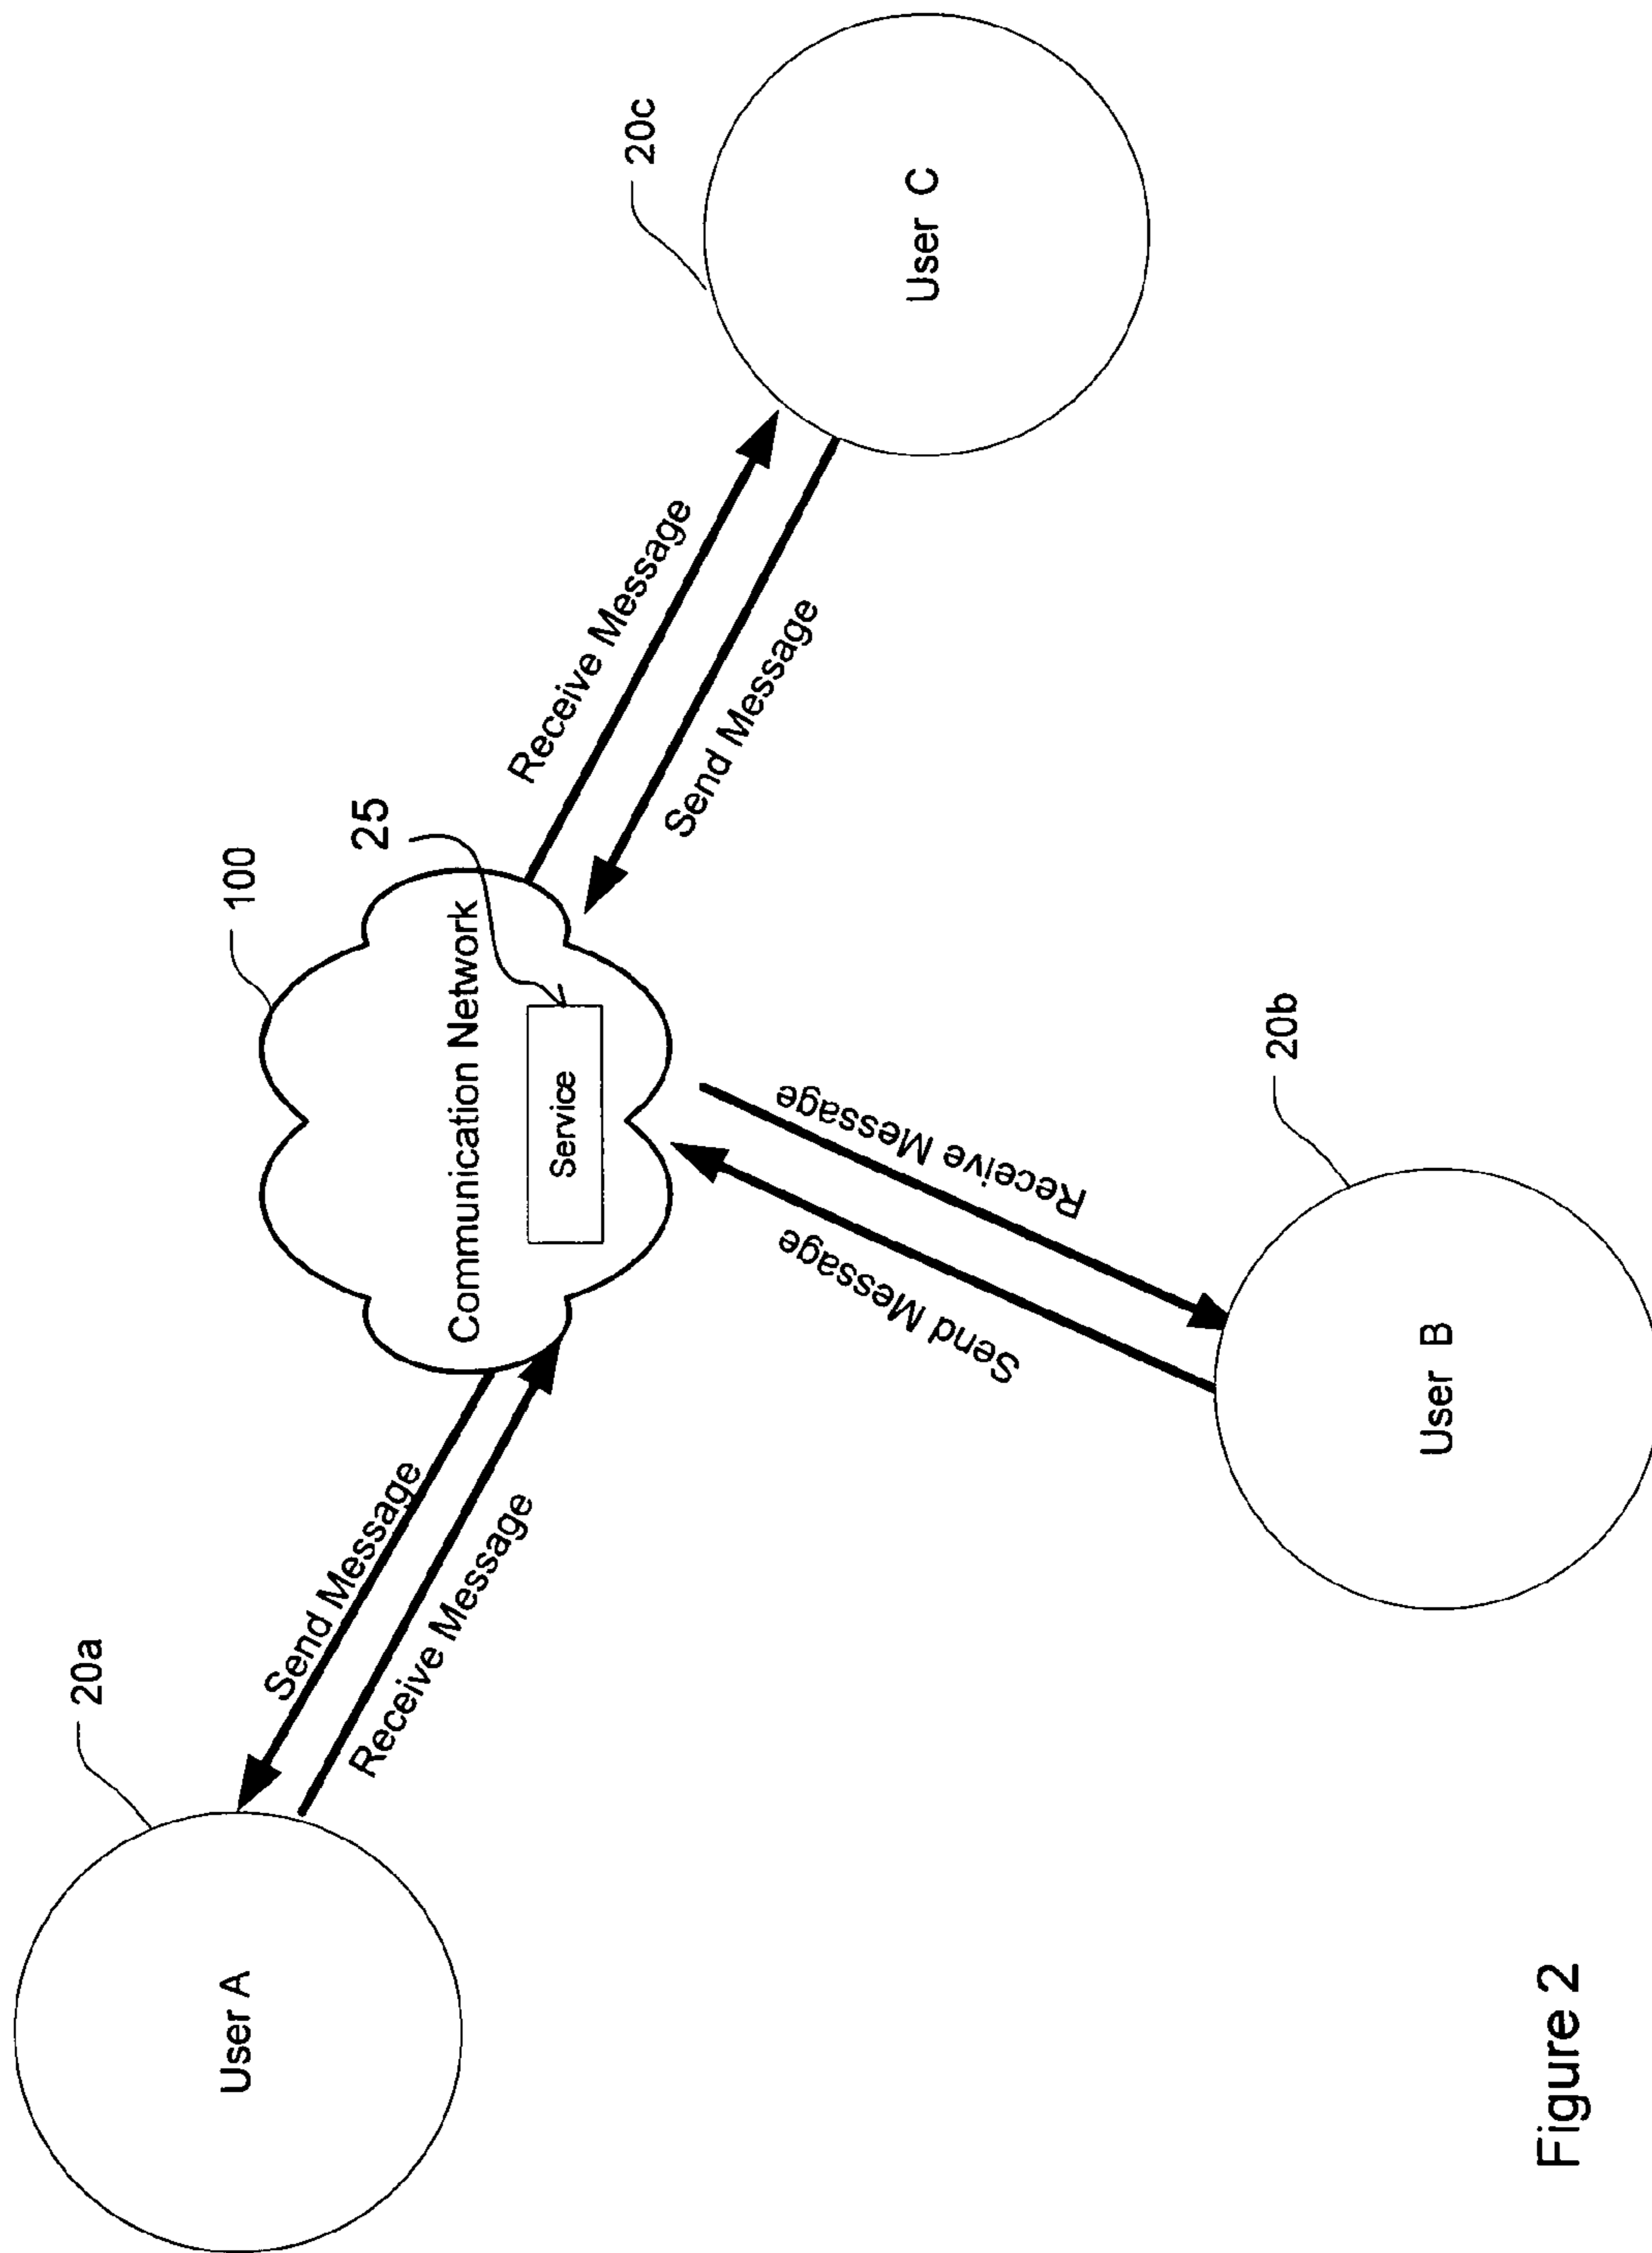 20a
User A
Send Message
Receive Message
100
Communication Network
25
Service
Receive Message
Send Message
20c
User C
Send Message
Receive Message
20b
User B
Figure 2